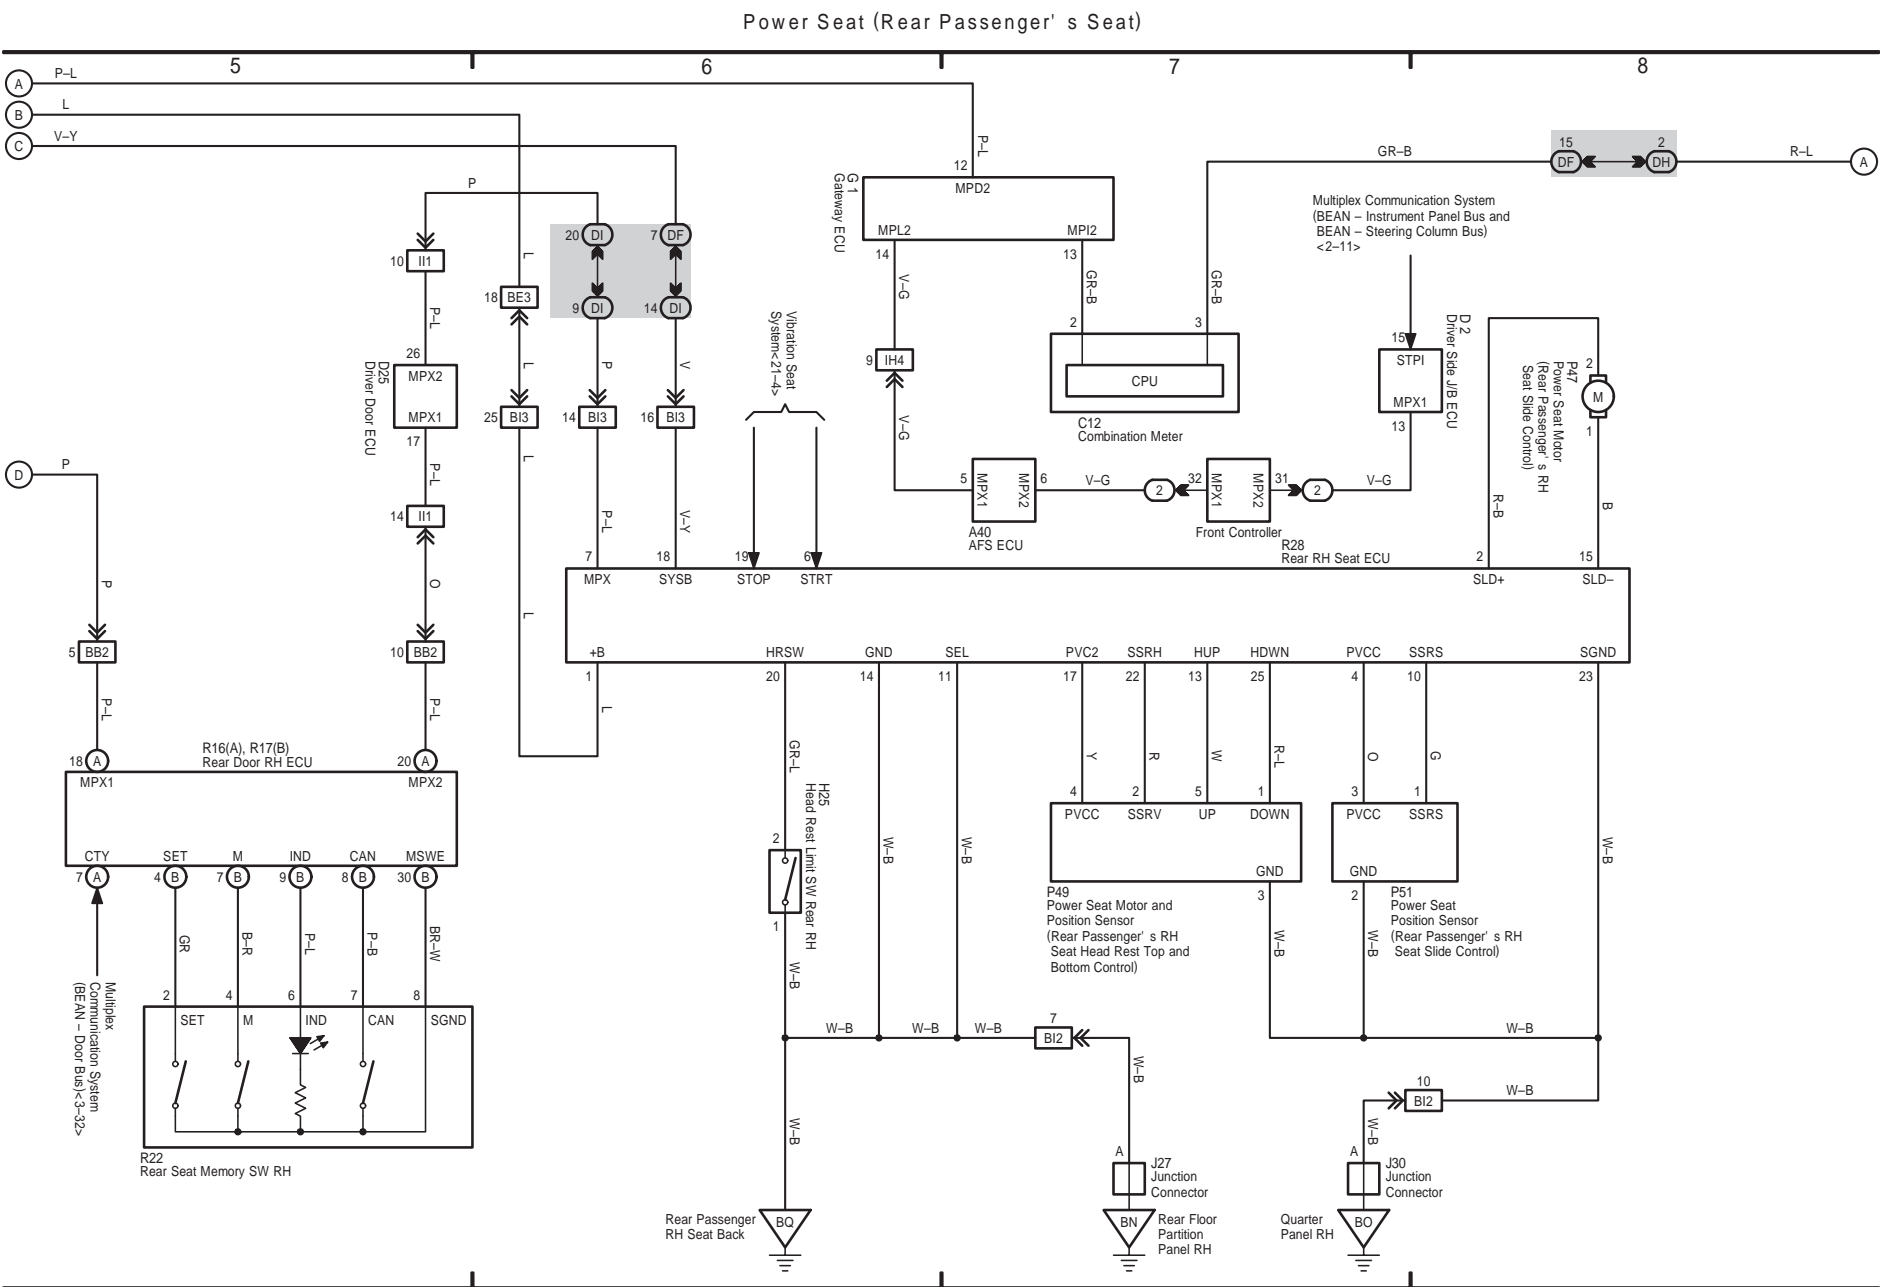 Power Seat (Rear Passenger' s Seat)
5
6
7
8
A
P–L
B
L
C
V–Y
P–L
12
MPD2
G 1
Gateway ECU
MPL2
MPI2
14
13
V–G
GR–B
GR–B
GR–B
15
DF
2
DH
R–L
A
P
20
DI
7
DF
9
DI
14
DI
10
II1
L
18
BE3
P–L
L
P
V
26
MPX2
MPX1
17
D25
Driver Door ECU
25
BI3
14
BI3
16
BI3
Vibration Seat
System<21–4>
9
IH4
V–G
2
3
CPU
C12
Combination Meter
Multiplex Communication System
(BEAN – Instrument Panel Bus and
BEAN – Steering Column Bus)
<2–11>
15
STPI
MPX1
13
D 2
Driver Side J/B ECU
2
M
1
P47
Power Seat Motor
(Rear Passenger' s RH
Seat Slide Control)
D
P
P–L
L
14
II1
P–L
V–Y
5
MPX1
MPX2
6
A40
AFS ECU
V–G
2
32
MPX1
MPX2
31
Front Controller
2
V–G
R–B
B
R28
Rear RH Seat ECU
7
18
19
6
2
15
MPX
SYSB
STOP
STRT
SLD+
SLD–
P
O
L
5
BB2
10
BB2
+B
HRSW
GND
SEL
PVC2
SSRH
HUP
HDWN
PVCC
SSRS
SGND
1
20
14
11
17
22
13
25
4
10
23
P–L
P–L
L
GR–L
Y
R
W
R–L
O
G
R16(A), R17(B)
Rear Door RH ECU
18
A
20
A
MPX1
MPX2
CTY
SET
M
IND
CAN
MSWE
7
A
4
B
7
B
9
B
8
B
30
B
H25
Head Rest Limit SW Rear RH
2
1
W–B
W–B
W–B
W–B
4
2
5
1
PVCC
SSRV
UP
DOWN
GND
3
P49
Power Seat Motor and
Position Sensor
(Rear Passenger' s RH
Seat Head Rest Top and
Bottom Control)
W–B
3
1
PVCC
SSRS
GND
2
P51
Power Seat
Position Sensor
(Rear Passenger' s RH
Seat Slide Control)
W–B
GR
B–R
P–L
P–B
BR–W
Multiplex
Communication System
(BEAN – Door Bus)<3–32>
2
4
6
7
8
SET
M
IND
CAN
SGND
R22
Rear Seat Memory SW RH
W–B
W–B
W–B
7
BI2
W–B
W–B
10
BI2
W–B
W–B
W–B
A
J27
Junction
Connector
A
J30
Junction
Connector
Rear Passenger
RH Seat Back
BQ
BN
Rear Floor
Partition
Panel RH
Quarter
Panel RH
BO